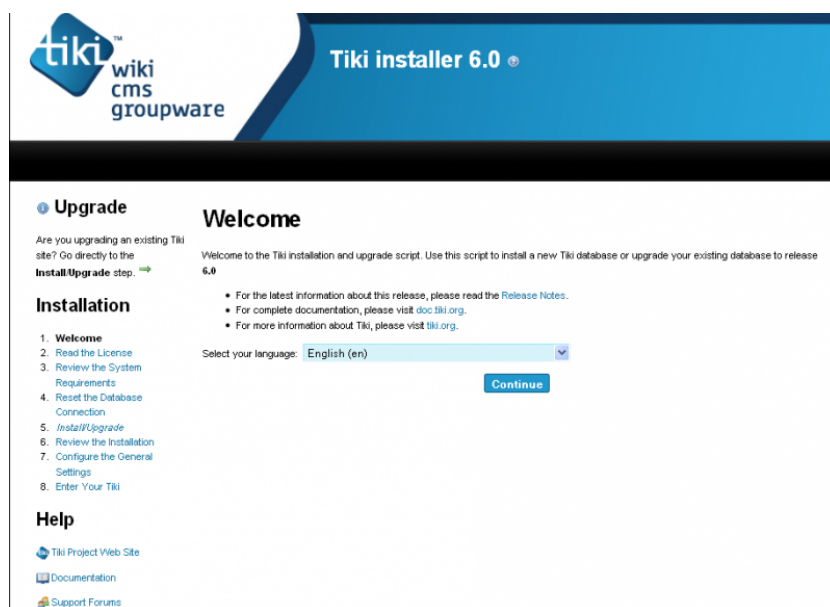 tiki™
wiki
cms
groupware
Tiki installer 6.0
Upgrade
Are you upgrading an existing Tiki
site? Go directly to the
Install/Upgrade step.
Installation
1. Welcome
2. Read the License
3. Review the System
Requirements
4. Reset the Database
Connection
5. Install/Upgrade
6. Review the Installation
7. Configure the General
Settings
8. Enter Your Tiki
Help
Tiki Project Web Site
Documentation
Support Forums
Welcome
Welcome to the Tiki installation and upgrade script. Use this script to install a new Tiki database or upgrade your existing database to release
6.0
• For the latest information about this release, please read the Release Notes.
• For complete documentation, please visit doc.tiki.org.
• For more information about Tiki, please visit tiki.org.
Select your language: English (en)
Continue